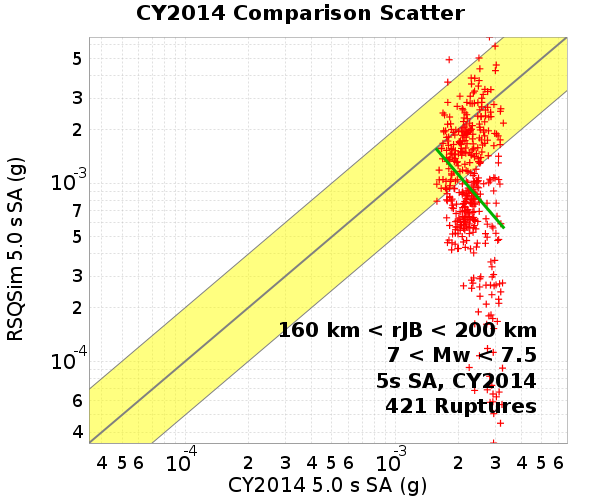 CY2014 Comparison Scatter
RSQSim 5.0 s SA (g)
5
3
2
10-3
7
5
3
2
10-4
6
4
160 km < rJB < 200 km
7 < Mw < 7.5
5s SA, CY2014
421 Ruptures
4 5 6 10-4 2 3 4 5 6 10-3 2 3 4 5 6
CY2014 5.0 s SA (g)